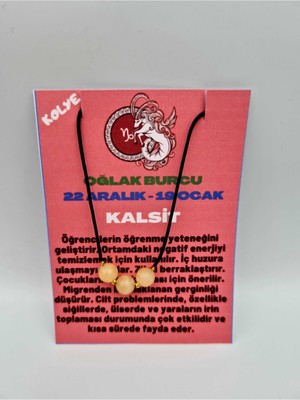 KOLYE
OĞLAK BURCU
22 ARALIK - 19 OCAK
KALSİT
Öğrencilerin öğrenme yeteneğini
geliştirir. Ortamdaki negatif enerjiyi
temizlemek için kullanılır. İç huzura
ulaşmayı berraklaştırır.
için önerilir.
Migrenden gerginliği
düşürür. Cilt problemlerinde, özellikle
siğillerde, ülserde ve yaraların irin
toplaması durumunda çok etkilidir ve
kısa sürede fayda eder.